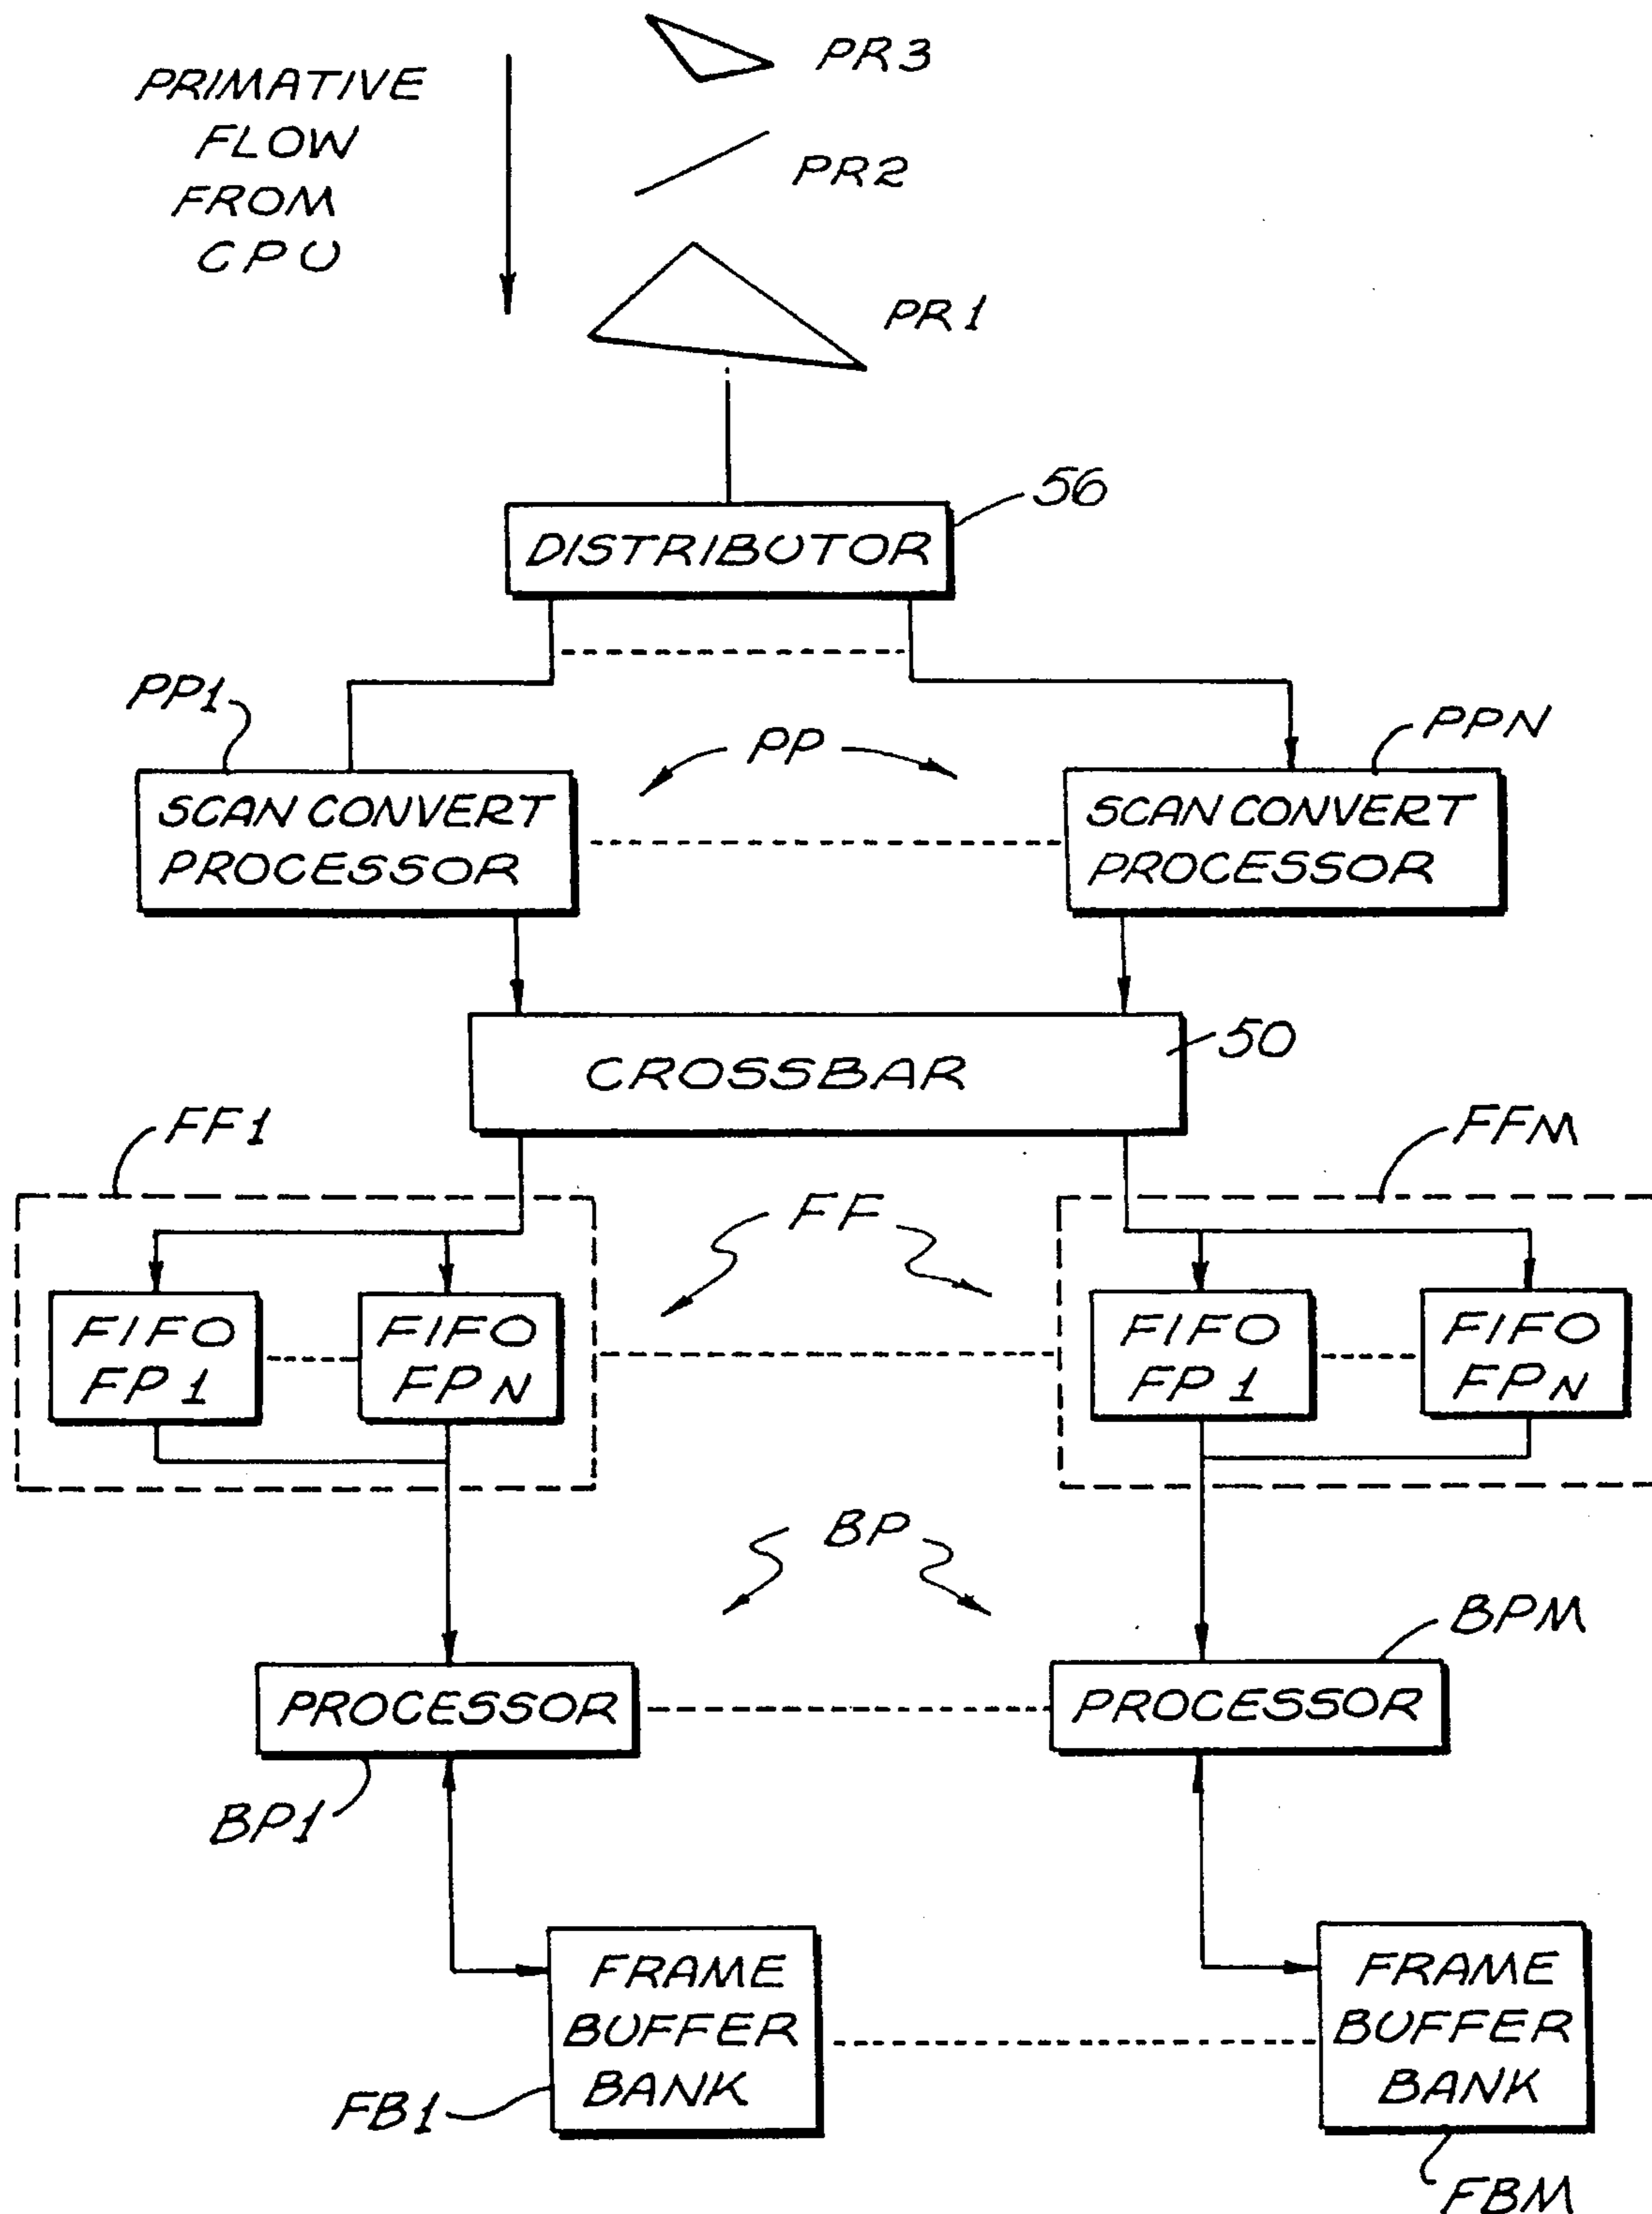 PRIMATIVE
FLOW
FROM
CPU
PR3
PR2
PR1
DISTRIBUTOR
56
PP1
PP
PPN
SCAN CONVERT
PROCESSOR
SCAN CONVERT
PROCESSOR
CROSSBAR
50
FF1
FF
FFM
FIFO
FP1
FIFO
FPN
FIFO
FP1
FIFO
FPN
BP
BPM
PROCESSOR
PROCESSOR
BP1
FRAME
BUFFER
BANK
FB1
FRAME
BUFFER
BANK
FBM